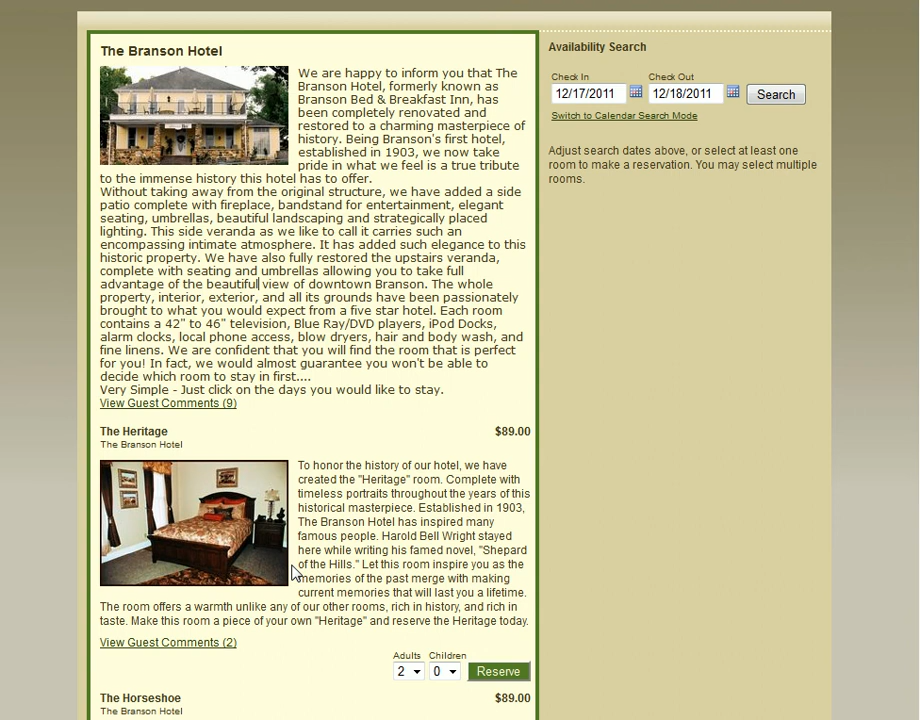 The Branson Hotel
We are happy to inform you that The
Branson Hotel, formerly known as
Branson Bed & Breakfast Inn, has
been completely renovated and
restored to a charming masterpiece of
history. Being Branson's first hotel,
established in 1903, we now take
pride in what we feel is a true tribute
to the immense history this hotel has to offer.
Without taking away from the original structure, we have added a side
patio complete with fireplace, bandstand for entertainment, elegant
seating, umbrellas, beautiful landscaping and strategically placed
lighting. This side veranda as we like to call it carries such an
encompassing intimate atmosphere. It has added such elegance to this
historic property. We have also fully restored the upstairs veranda,
complete with seating and umbrellas allowing you to take full
advantage of the beautiful view of downtown Branson. The whole
property, interior, exterior, and all its grounds have been passionately
brought to what you would expect from a five star hotel. Each room
contains a 42" to 46" television, Blue Ray/DVD players, iPod Docks,
alarm clocks, local phone access, blow dryers, hair and body wash, and
fine linens. We are confident that you will find the room that is perfect
for you! In fact, we would almost guarantee you won't be able to
decide which room to stay in first....
Very Simple - Just click on the days you would like to stay.
View Guest Comments (9)
The Heritage $89.00
The Branson Hotel
To honor the history of our hotel, we have
created the "Heritage" room. Complete with
timeless portraits throughout the years of this
historical masterpiece. Established in 1903,
The Branson Hotel has inspired many
famous people. Harold Bell Wright stayed
here while writing his famed novel, "Shepard
of the Hills." Let this room inspire you as the
memories of the past merge with making
current memories that will last you a lifetime.
The room offers a warmth unlike any of our other rooms, rich in history, and rich in
taste. Make this room a piece of your own "Heritage" and reserve the Heritage today.
View Guest Comments (2)
Adults Children
2 0 Reserve
The Horseshoe $89.00
The Branson Hotel
Availability Search
Check In Check Out
12/17/2011 12/18/2011 Search
Switch to Calendar Search Mode
Adjust search dates above, or select at least one
room to make a reservation. You may select multiple
rooms.